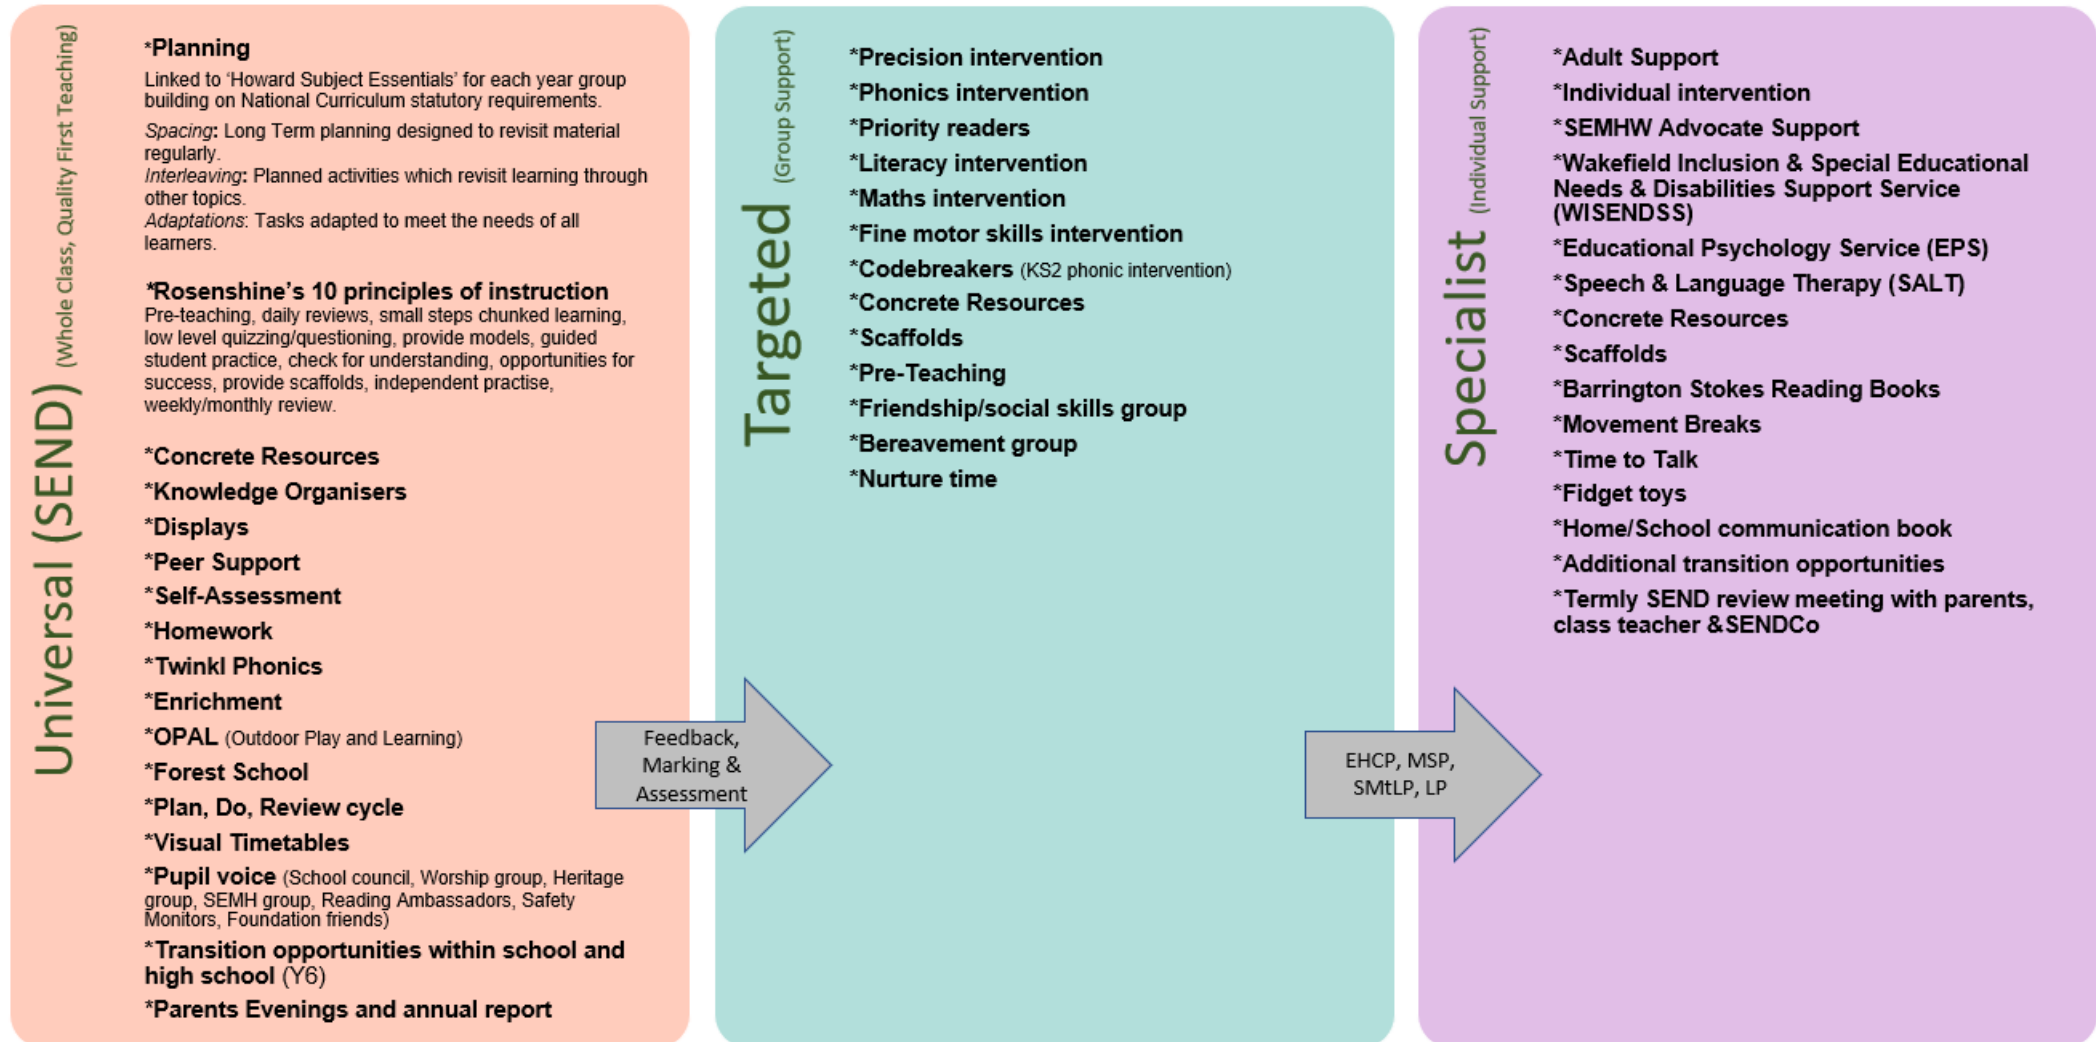 Universal (SEND) (Whole Class, Quality First Teaching)
*Planning
Linked to ‘Howard Subject Essentials’ for each year group
building on National Curriculum statutory requirements.
Spacing: Long Term planning designed to revisit material
regularly.
Interleaving: Planned activities which revisit learning through
other topics.
Adaptations: Tasks adapted to meet the needs of all
learners.
*Rosenshine’s 10 principles of instruction
Pre-teaching, daily reviews, small steps chunked learning,
low level quizzing/questioning, provide models, guided
student practice, check for understanding, opportunities for
success, provide scaffolds, independent practise,
weekly/monthly review.
*Concrete Resources
*Knowledge Organisers
*Displays
*Peer Support
*Self-Assessment
*Homework
*Twinkl Phonics
*Enrichment
*OPAL (Outdoor Play and Learning)
*Forest School
*Plan, Do, Review cycle
*Visual Timetables
*Pupil voice (School council, Worship group, Heritage
group, SEMH group, Reading Ambassadors, Safety
Monitors, Foundation friends)
*Transition opportunities within school and
high school (Y6)
*Parents Evenings and annual report
Feedback,
Marking &
Assessment
Targeted (Group Support)
*Precision intervention
*Phonics intervention
*Priority readers
*Literacy intervention
*Maths intervention
*Fine motor skills intervention
*Codebreakers (KS2 phonic intervention)
*Concrete Resources
*Scaffolds
*Pre-Teaching
*Friendship/social skills group
*Bereavement group
*Nurture time
EHCP, MSP,
SMtLP, LP
Specialist (Individual Support)
*Adult Support
*Individual intervention
*SEMHW Advocate Support
*Wakefield Inclusion & Special Educational
Needs & Disabilities Support Service
(WISENDSS)
*Educational Psychology Service (EPS)
*Speech & Language Therapy (SALT)
*Concrete Resources
*Scaffolds
*Barrington Stokes Reading Books
*Movement Breaks
*Time to Talk
*Fidget toys
*Home/School communication book
*Additional transition opportunities
*Termly SEND review meeting with parents,
class teacher &SENDCo